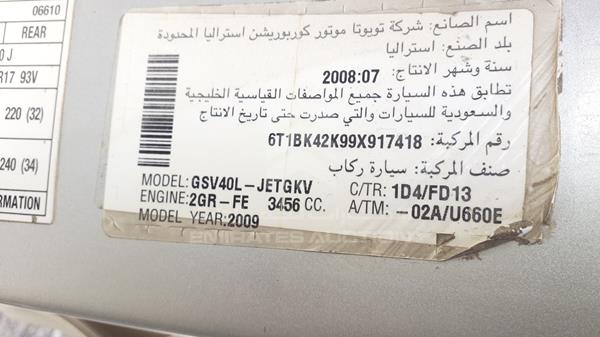 06610
REAR
0 J
R17 93V
220 (32)
240 (34)
اسم الصانع: شركة تويوتا موتور كوربوريشن استراليا المحدودة
بلد الصنع: استراليا
سنة وشهر الانتاج: 2008:07
تطابق هذه السيارة جميع المواصفات القياسية الخليجية
والسعودية للسيارات والتي صدرت حتى تاريخ الانتاج
رقم المركبة: 6T1BK42K99X917418
صنف المركبة: سيارة ركاب
MODEL: GSV40L-JETGKV C/TR: 1D4/FD13
ENGINE: 2GR-FE 3456 CC. A/TM: -02A/U660E
MODEL YEAR: 2009
EMIRATES AUCTION